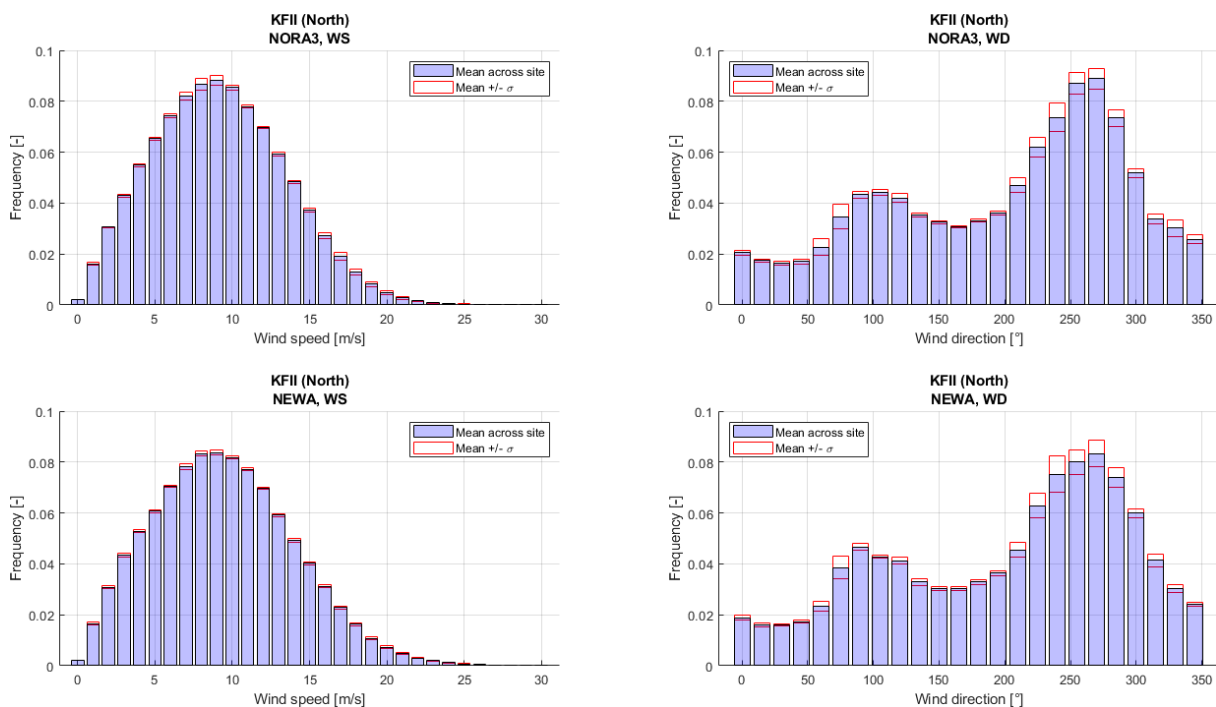 KFII (North)
NORA3, WS
0.1
0.08
0.06
0.04
0.02
0
Frequency [-]
Mean across site
Mean +/- σ
0 5 10 15 20 25 30
Wind speed [m/s]
KFII (North)
NORA3, WD
0.1
0.08
0.06
0.04
0.02
0
Frequency [-]
Mean across site
Mean +/- σ
0 50 100 150 200 250 300 350
Wind direction [°]
KFII (North)
NEWA, WS
0.1
0.08
0.06
0.04
0.02
0
Frequency [-]
Mean across site
Mean +/- σ
0 5 10 15 20 25 30
Wind speed [m/s]
KFII (North)
NEWA, WD
0.1
0.08
0.06
0.04
0.02
0
Frequency [-]
Mean across site
Mean +/- σ
0 50 100 150 200 250 300 350
Wind direction [°]